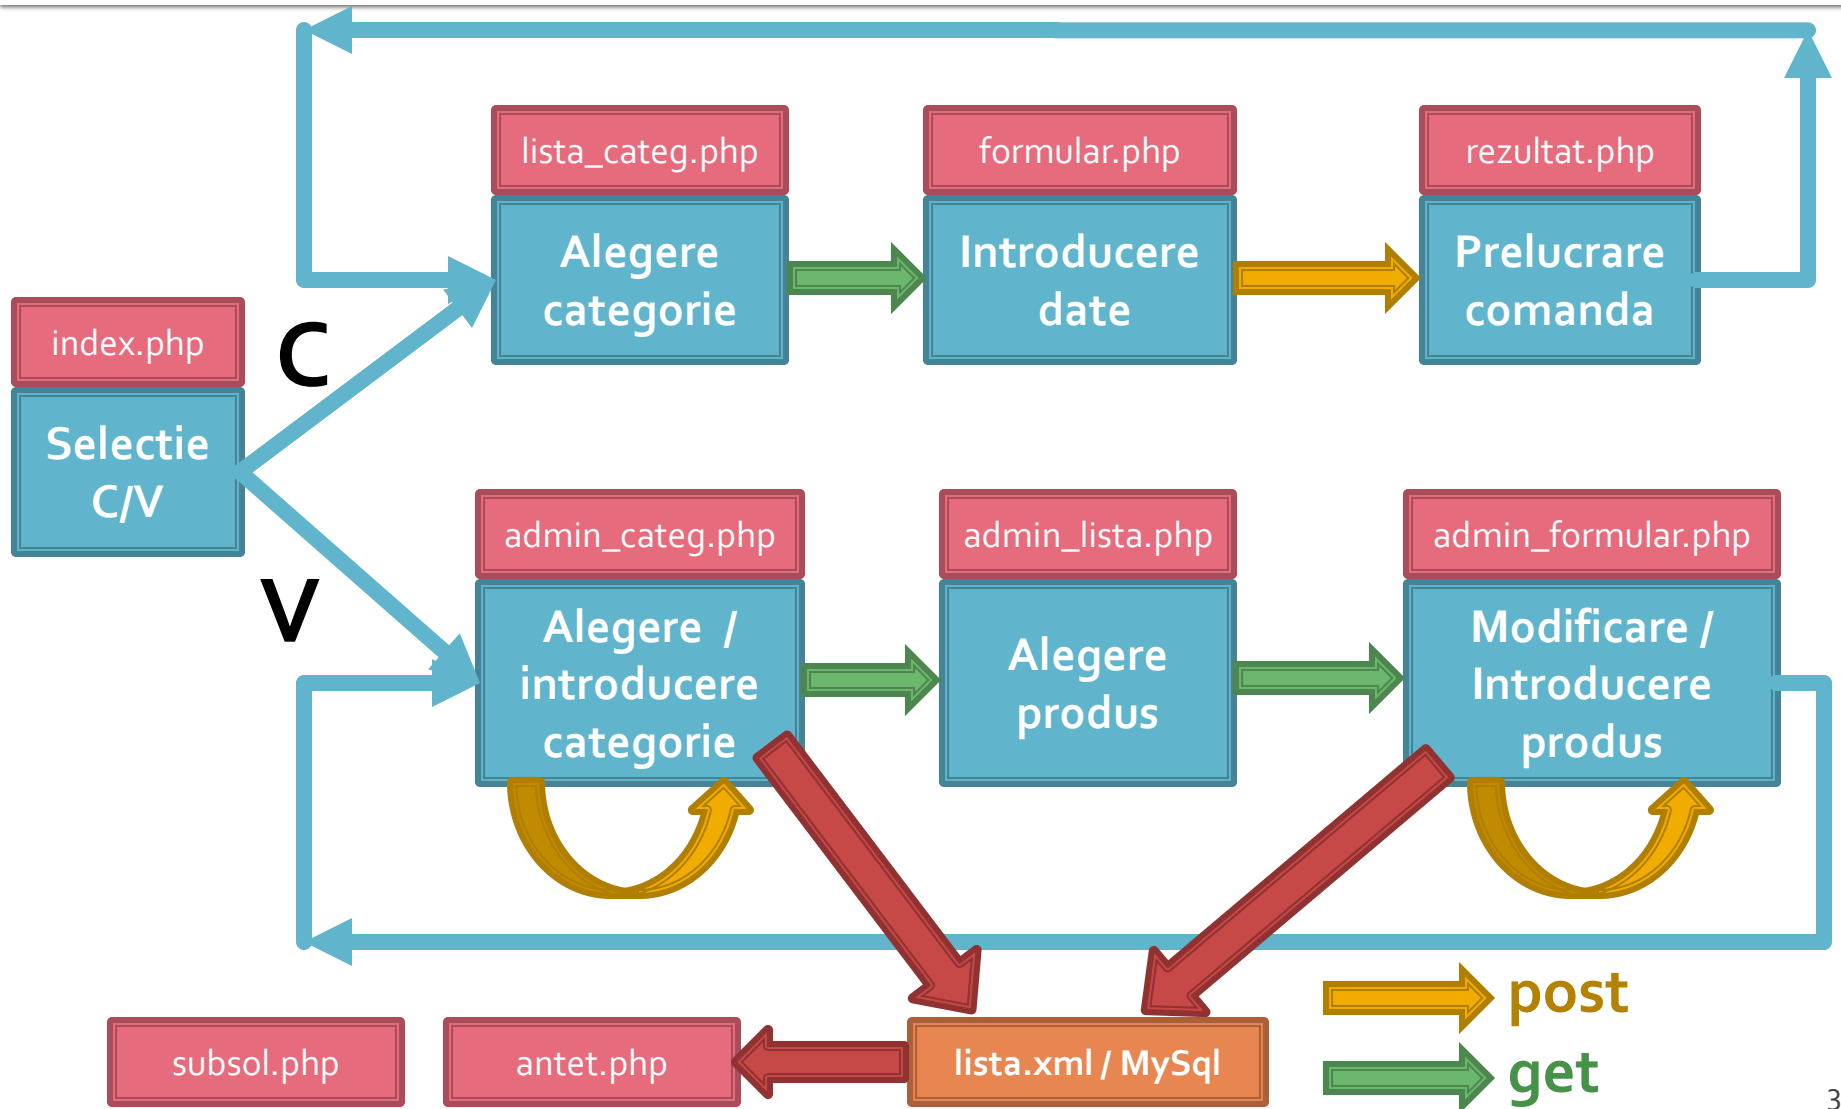 lista_categ.php
formular.php
rezultat.php
Alegere
categorie
Introducere
date
Prelucrare
comanda
index.php
C
Selectie
C/V
V
admin_categ.php
admin_lista.php
admin_formular.php
Alegere /
introducere
categorie
Alegere
produs
Modificare /
Introducere
produs
post
subsol.php
antet.php
lista.xml / MySql
get
3